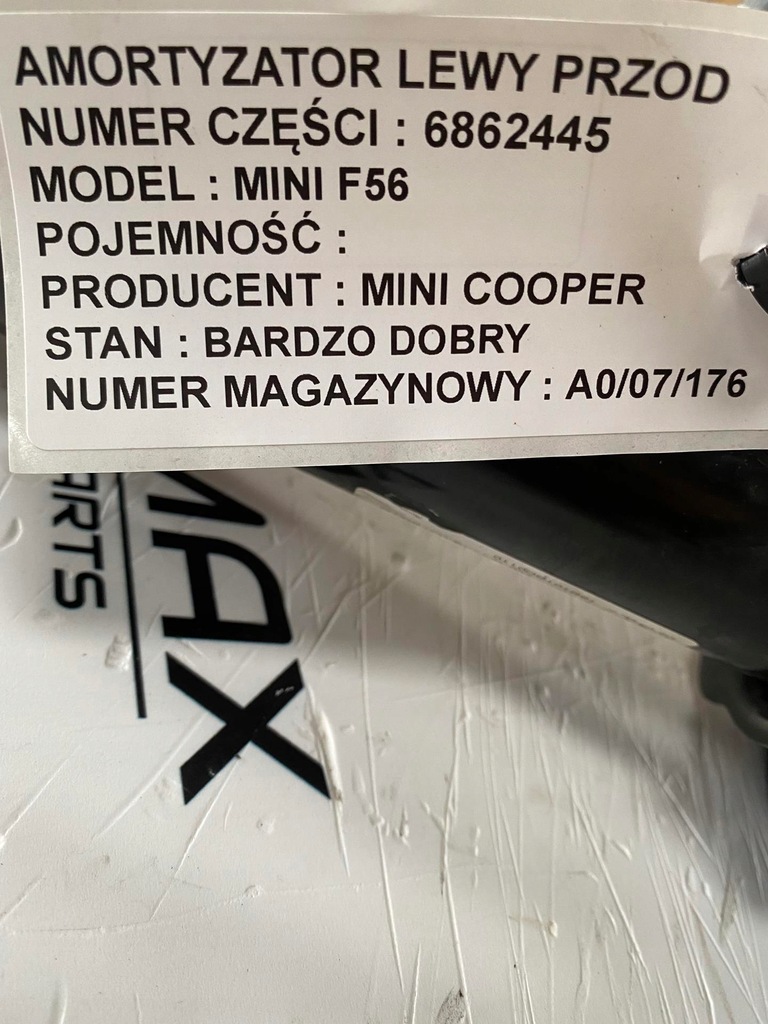 AMORTYZATOR LEWY PRZOD
NUMER CZĘŚCI : 6862445
MODEL : MINI F56
POJEMNOŚĆ :
PRODUCENT : MINI COOPER
STAN : BARDZO DOBRY
NUMER MAGAZYNOWY : A0/07/176
MAX
ARTS